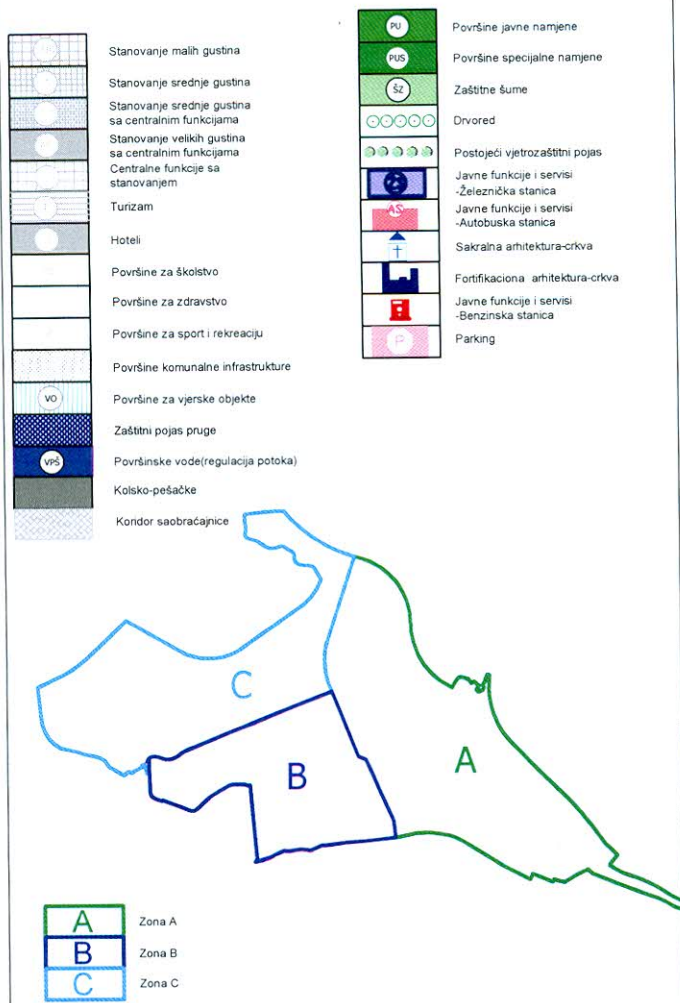 Stanovanje malih gustina
Stanovanje srednje gustina
Stanovanje srednje gustina
sa centralnim funkcijama
Stanovanje velikih gustina
sa centralnim funkcijama
Centralne funkcije sa
stanovanjem
Turizam
Hoteli
Površine za školstvo
Površine za zdravstvo
Površine za sport i rekreaciju
Površine komunalne infrastrukture
VO
Površine za vjerske objekte
Zaštitni pojas pruge
VPŠ
Površinske vode(regulacija potoka)
Kolsko-pešačke
Koridor saobraćajnice
PU
Površine javne namjene
PUS
Površine specijalne namjene
ŠZ
Zaštitne šume
Drvored
Postojeći vjetrozaštitni pojas
Javne funkcije i servisi
-Železnička stanica
AS
Javne funkcije i servisi
-Autobuska stanica
Sakralna arhitektura-crkva
Fortifikaciona arhitektura-crkva
Javne funkcije i servisi
-Benzinska stanica
P
Parking
C
B
A
A
Zona A
B
Zona B
C
Zona C